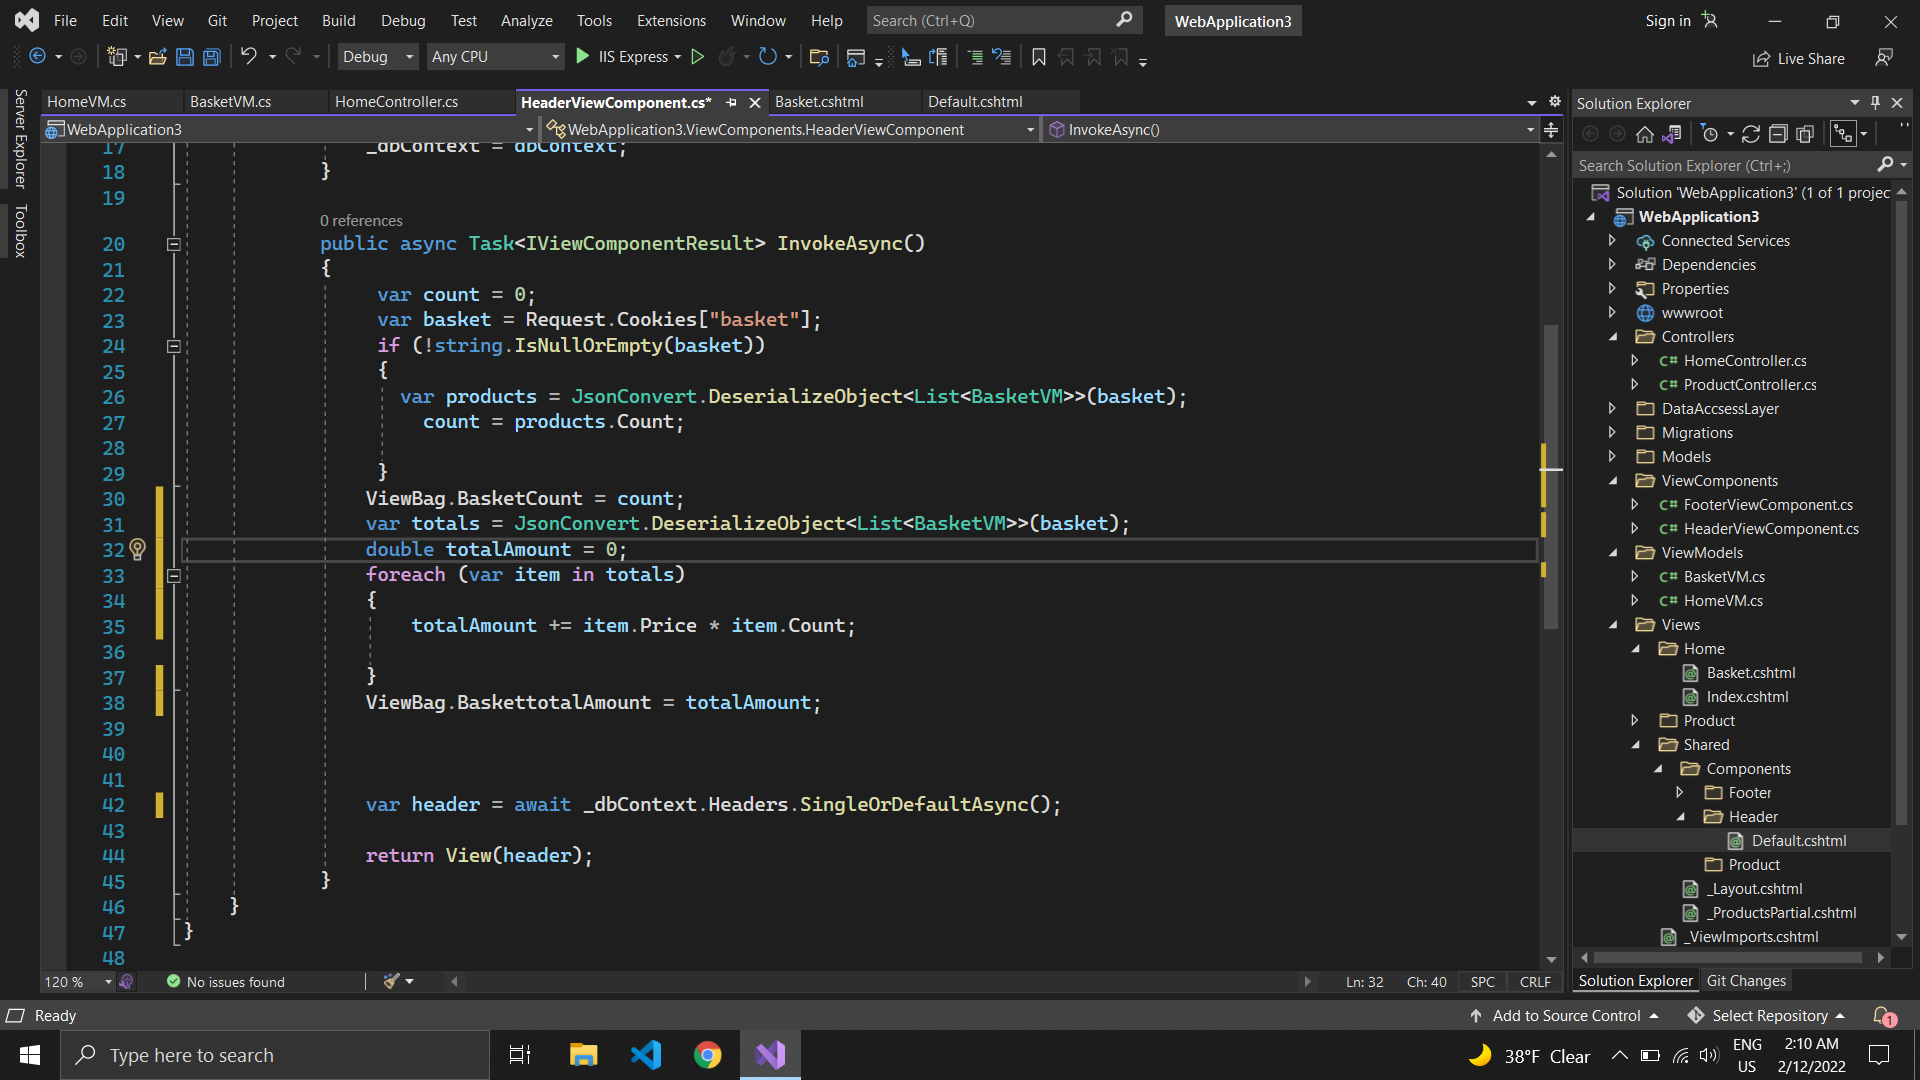 File Edit View Git Project Build Debug Test Analyze Tools Extensions Window Help Search (Ctrl+Q) WebApplication3 Sign in
Debug Any CPU IIS Express Live Share
Server Explorer
Toolbox
HomeVM.cs BasketVM.cs HomeController.cs HeaderViewComponent.cs* Basket.cshtml Default.cshtml
WebApplication3 WebApplication3.ViewComponents.HeaderViewComponent InvokeAsync()
17 _dbContext = dbContext;
18 }
19
0 references
20 public async Task<IViewComponentResult> InvokeAsync()
21 {
22 var count = 0;
23 var basket = Request.Cookies["basket"];
24 if (!string.IsNullOrEmpty(basket))
25 {
26 var products = JsonConvert.DeserializeObject<List<BasketVM>>(basket);
27 count = products.Count;
28
29 }
30 ViewBag.BasketCount = count;
31 var totals = JsonConvert.DeserializeObject<List<BasketVM>>(basket);
32 double totalAmount = 0;
33 foreach (var item in totals)
34 {
35 totalAmount += item.Price * item.Count;
36
37 }
38 ViewBag.BaskettotalAmount = totalAmount;
39
40
41
42 var header = await _dbContext.Headers.SingleOrDefaultAsync();
43
44 return View(header);
45 }
46 }
47 }
48
120 % No issues found Ln: 32 Ch: 40 SPC CRLF
Solution Explorer
Search Solution Explorer (Ctrl+;)
Solution 'WebApplication3' (1 of 1 projec
WebApplication3
Connected Services
Dependencies
Properties
wwwroot
Controllers
C# HomeController.cs
C# ProductController.cs
DataAccsessLayer
Migrations
Models
ViewComponents
C# FooterViewComponent.cs
C# HeaderViewComponent.cs
ViewModels
C# BasketVM.cs
C# HomeVM.cs
Views
Home
Basket.cshtml
Index.cshtml
Product
Shared
Components
Footer
Header
Default.cshtml
Product
_Layout.cshtml
_ProductsPartial.cshtml
_ViewImports.cshtml
Solution Explorer Git Changes
Ready Add to Source Control Select Repository 1
Type here to search 38°F Clear ENG US 2:10 AM 2/12/2022